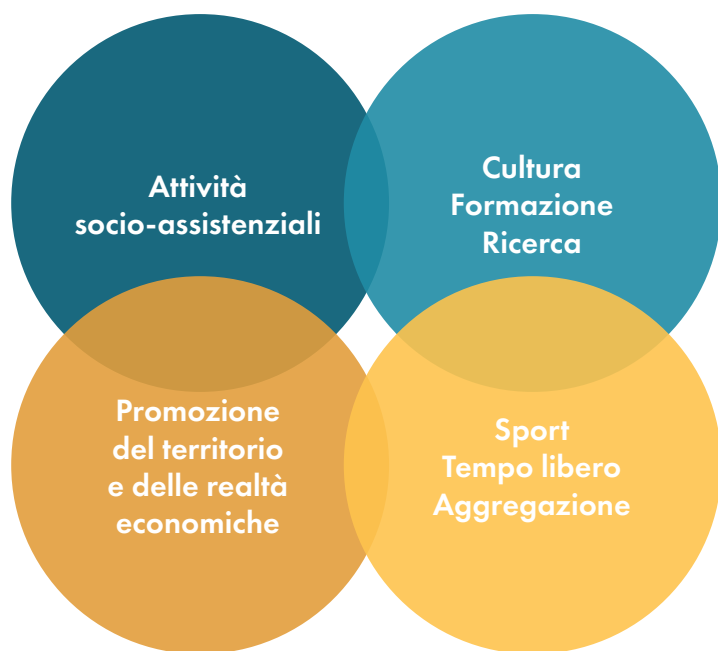 Attività
socio-assistenziali
Cultura
Formazione
Ricerca
Promozione
del territorio
e delle realtà
economiche
Sport
Tempo libero
Aggregazione